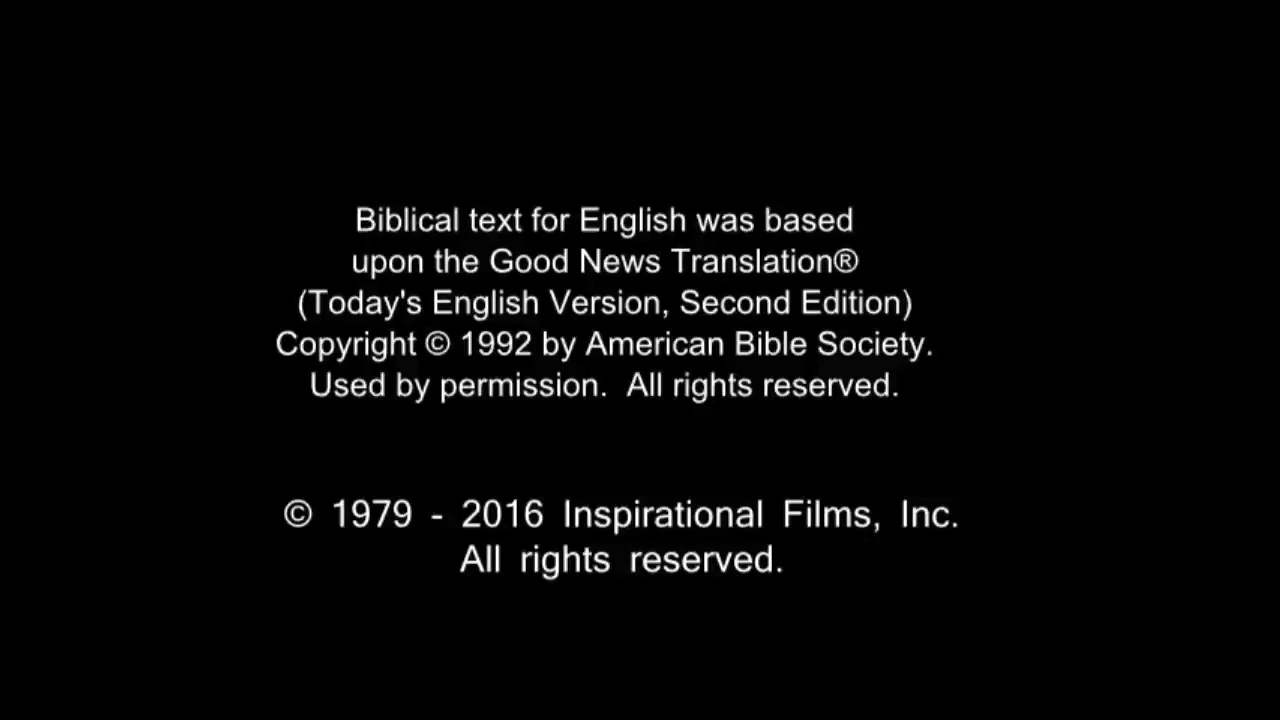 Biblical text for English was based
upon the Good News Translation®
(Today's English Version, Second Edition)
Copyright © 1992 by American Bible Society.
Used by permission.  All rights reserved.
© 1979 - 2016 Inspirational Films, Inc.
All rights reserved.